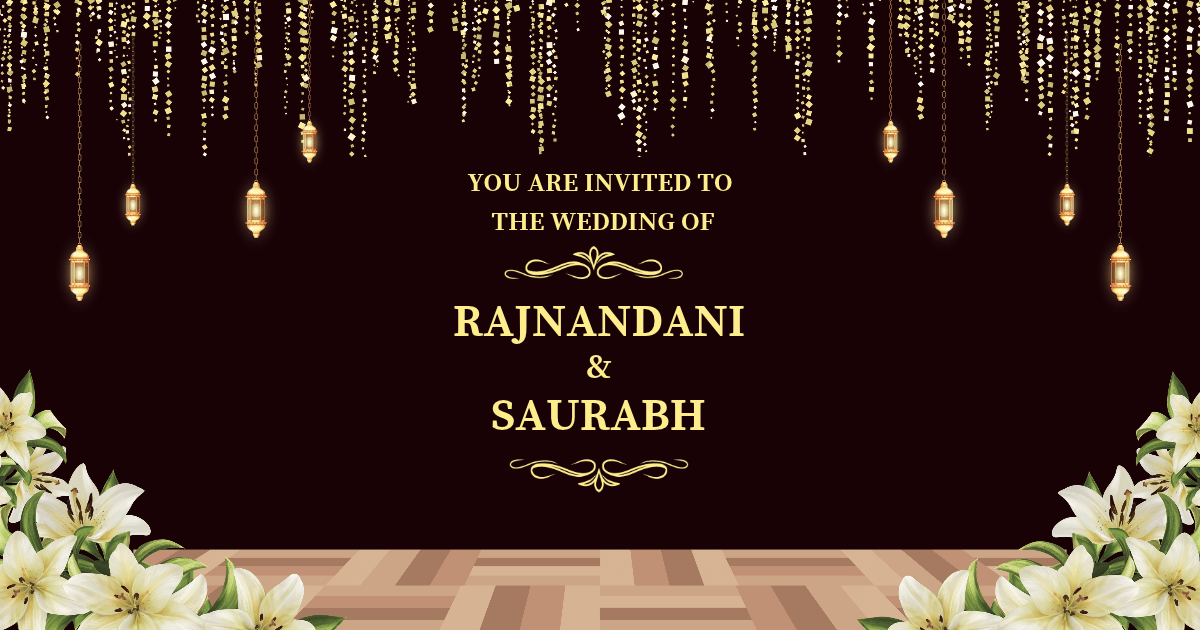 YOU ARE INVITED TO
THE WEDDING OF
RAJNANDANI
&
SAURABH